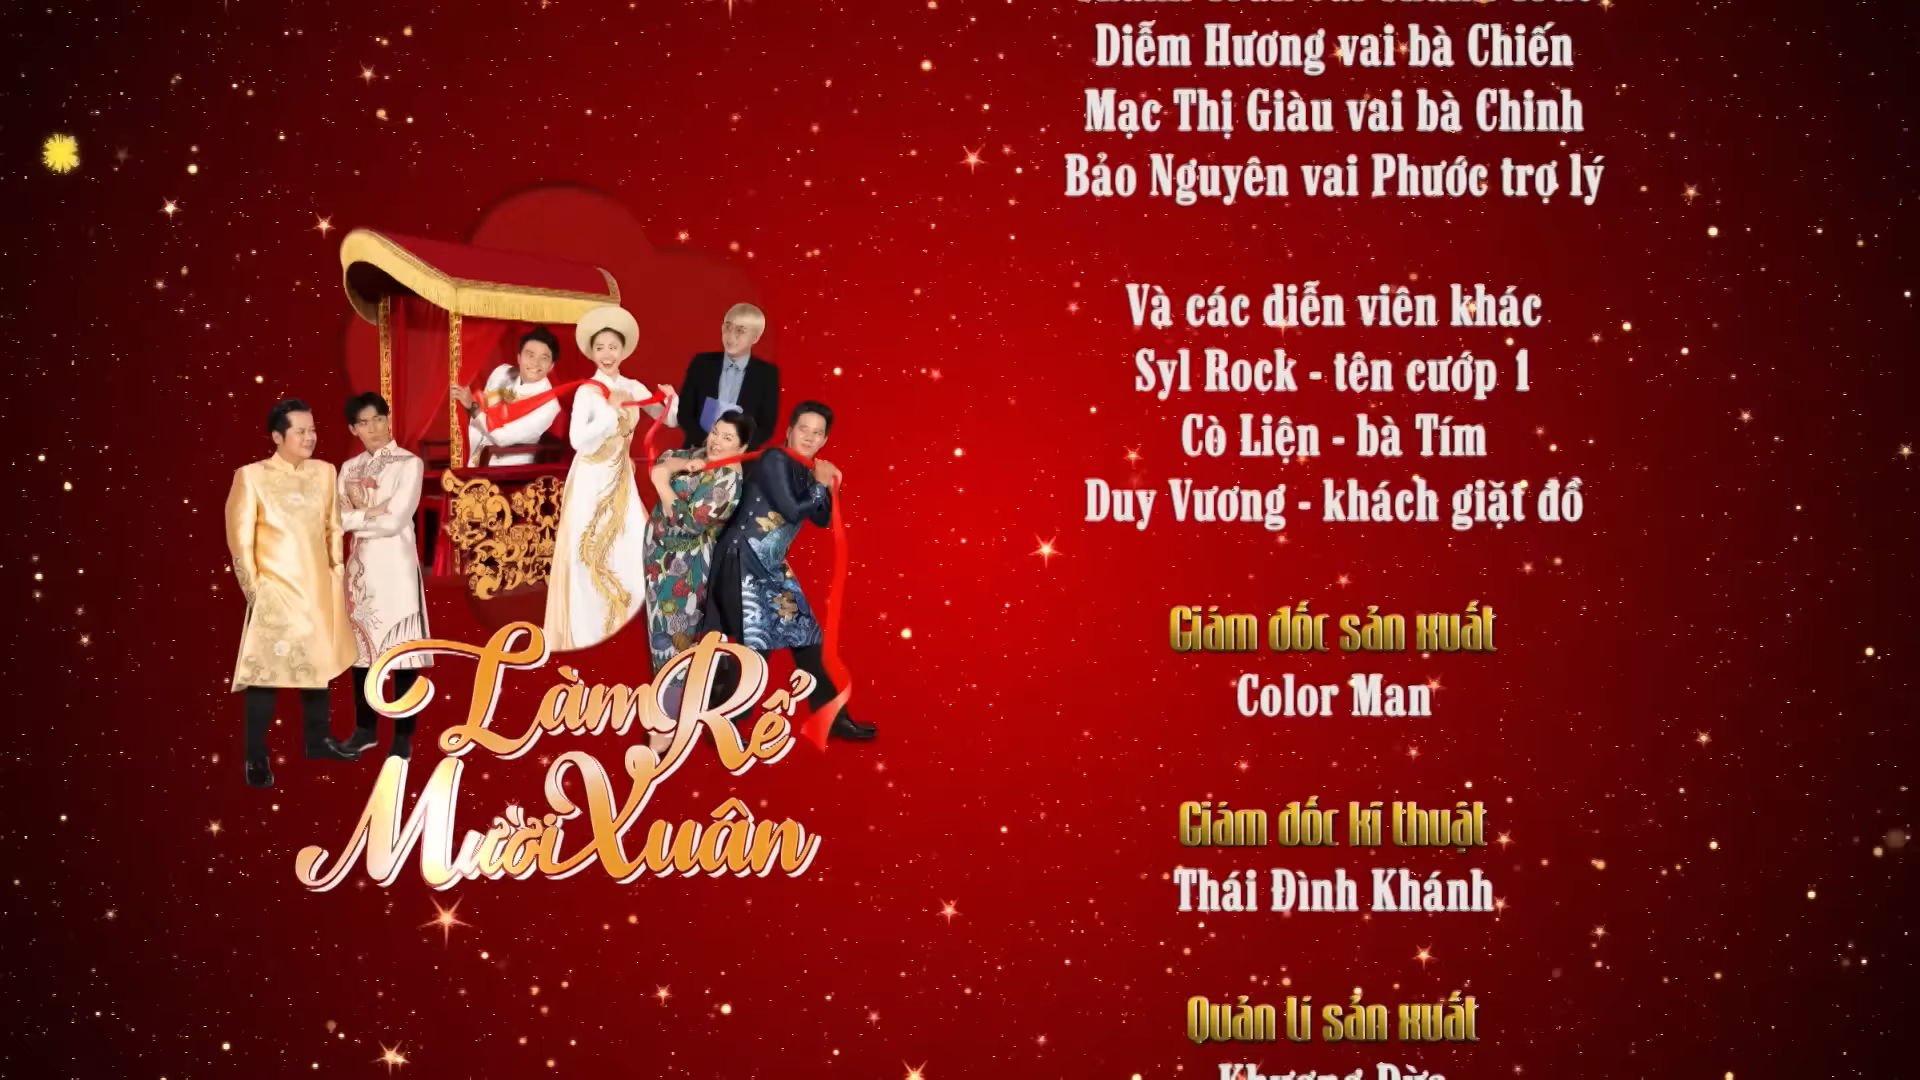 Diễm Hương vai bà Chiến
Mạc Thị Giàu vai bà Chinh
Bảo Nguyên vai Phước trợ lý
Và các diễn viên khác
Syl Rock - tên cướp 1
Cò Liện - bà Tím
Duy Vương - khách giặt đồ
Giám đốc sản xuất
Color Man
Giám đốc kĩ thuật
Thái Đình Khánh
Quản lí sản xuất
Làm Rể
Mười Xuân